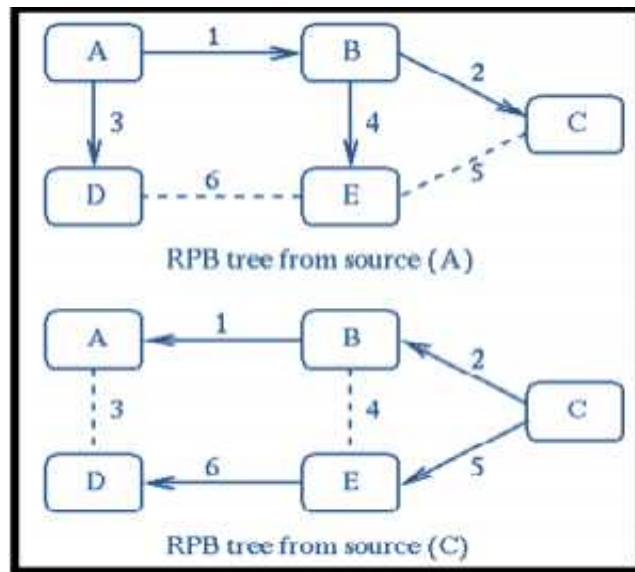 A 1 B
2
C
3 4
6 5
D E
RPB tree from source (A)
A 1 B
2
3 4 C
5
D 6 E
RPB tree from source (C)